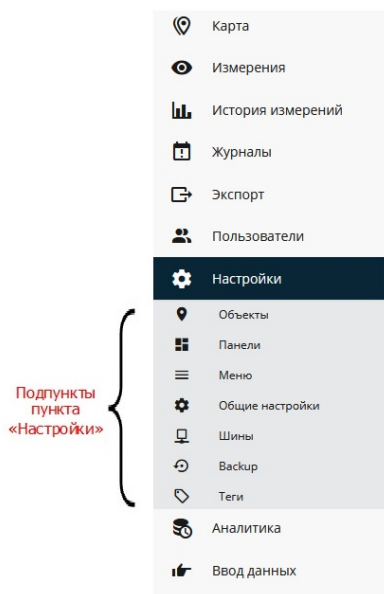 Карта
Измерения
История измерений
Журналы
Экспорт
Пользователи
Настройки
Объекты
Панели
Меню
Общие настройки
Шины
Backup
Теги
Аналитика
Ввод данных
Подпункты
пункта
«Настройки»